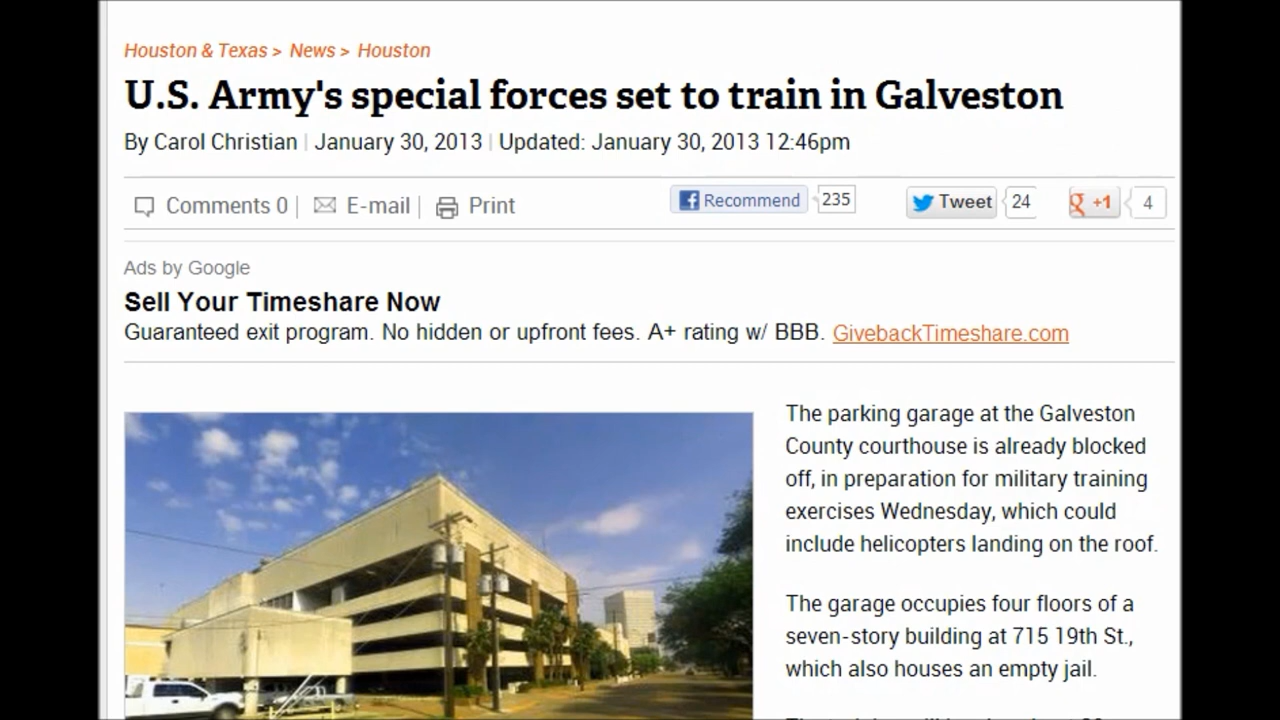 Houston & Texas > News > Houston
U.S. Army's special forces set to train in Galveston
By Carol Christian | January 30, 2013 | Updated: January 30, 2013 12:46pm
Comments 0 | E-mail | Print
Recommend 235
Tweet 24
+1 4
Ads by Google
Sell Your Timeshare Now
Guaranteed exit program. No hidden or upfront fees. A+ rating w/ BBB. GivebackTimeshare.com
The parking garage at the Galveston
County courthouse is already blocked
off, in preparation for military training
exercises Wednesday, which could
include helicopters landing on the roof.
The garage occupies four floors of a
seven-story building at 715 19th St.,
which also houses an empty jail.